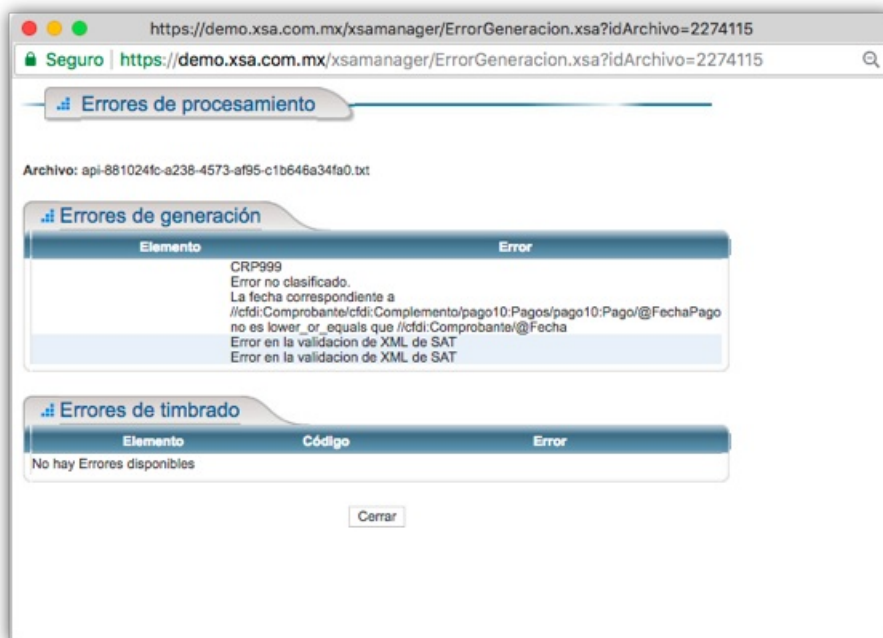 https://demo.xsa.com.mx/xsamanager/ErrorGeneracion.xsa?idArchivo=2274115
Seguro | https://demo.xsa.com.mx/xsamanager/ErrorGeneracion.xsa?idArchivo=2274115
Errores de procesamiento
Archivo: api-881024fc-a238-4573-af95-c1b646a34fa0.txt
Errores de generación
Elemento Error
CRP999
Error no clasificado.
La fecha correspondiente a
//cfdi:Comprobante/cfdi:Complemento/pago10:Pagos/pago10:Pago/@FechaPago
no es lower_or_equals que //cfdi:Comprobante/@Fecha
Error en la validacion de XML de SAT
Error en la validacion de XML de SAT
Errores de timbrado
Elemento Código Error
No hay Errores disponibles
Cerrar